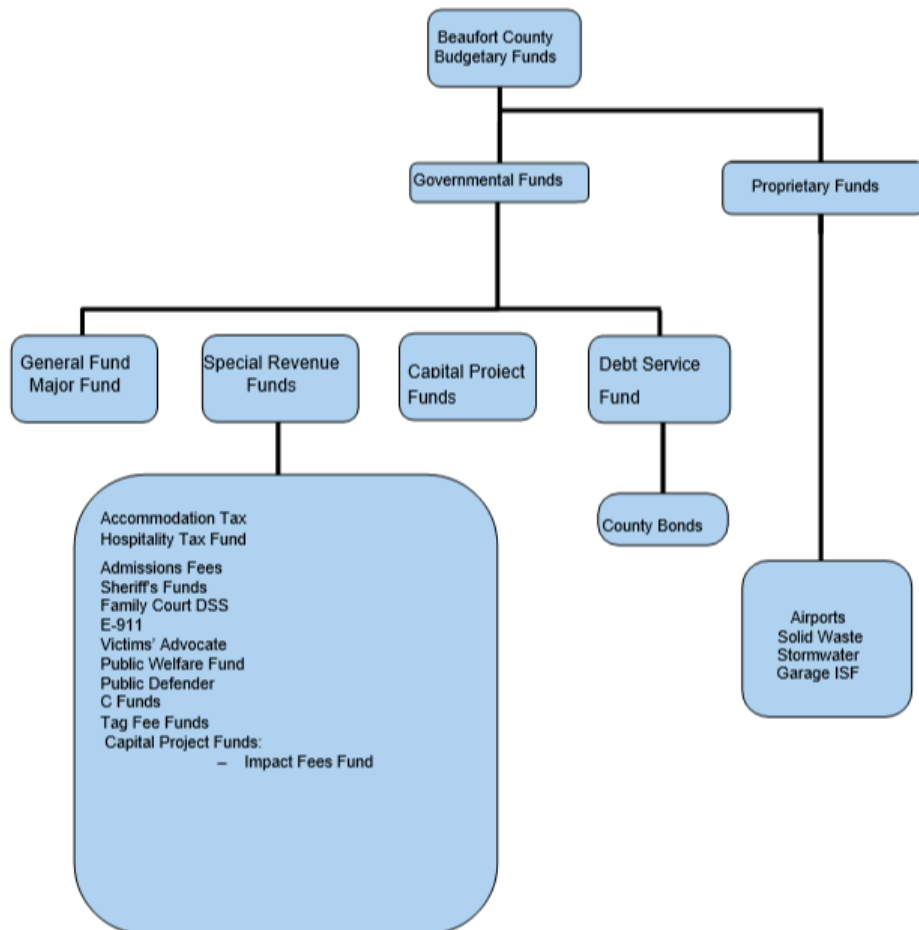 Beaufort County
Budgetary Funds
Governmental Funds
Proprietary Funds
General Fund
Major Fund
Special Revenue
Funds
Capital Project
Funds
Debt Service
Fund
County Bonds
Accommodation Tax
Hospitality Tax Fund
Admissions Fees
Sheriff's Funds
Family Court DSS
E-911
Victims’ Advocate
Public Welfare Fund
Public Defender
C Funds
Tag Fee Funds
Capital Project Funds:
– Impact Fees Fund
Airports
Solid Waste
Stormwater
Garage ISF